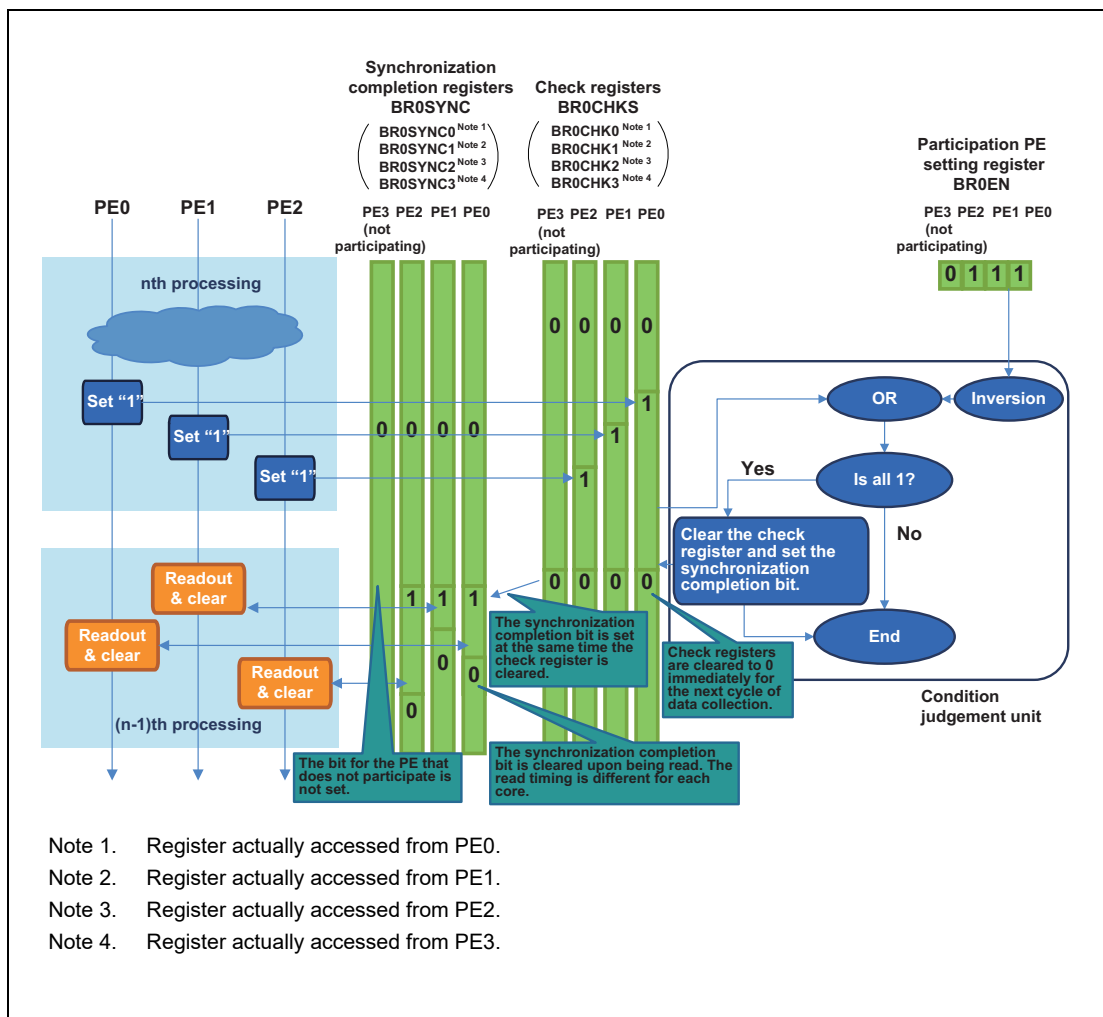 Synchronization
completion registers
BR0SYNC
BR0SYNC0 Note 1
BR0SYNC1 Note 2
BR0SYNC2 Note 3
BR0SYNC3 Note 4
Check registers
BR0CHKS
BR0CHK0 Note 1
BR0CHK1 Note 2
BR0CHK2 Note 3
BR0CHK3 Note 4
Participation PE
setting register
BR0EN
PE0 PE1 PE2
PE3 PE2 PE1 PE0
(not
participating)
PE3 PE2 PE1 PE0
(not
participating)
PE3 PE2 PE1 PE0
(not
participating)
0 1 1 1
nth processing
0 0 0 0
Set “1”
1
Set “1”
0 0 0 0
1
Set “1”
1
OR
Inversion
Is all 1?
Yes
No
Clear the check
register and set the
synchronization
completion bit.
End
Condition
judgement unit
0 0 0 0
Readout
& clear
1 1 1
Readout
& clear
0
0
Readout
& clear
0
(n-1)th processing
The synchronization
completion bit is set
at the same time the
check register is
cleared.
Check registers
are cleared to 0
immediately for
the next cycle of
data collection.
The bit for the PE that
does not participate is
not set.
The synchronization completion
bit is cleared upon being read. The
read timing is different for each
core.
Note 1. Register actually accessed from PE0.
Note 2. Register actually accessed from PE1.
Note 3. Register actually accessed from PE2.
Note 4. Register actually accessed from PE3.